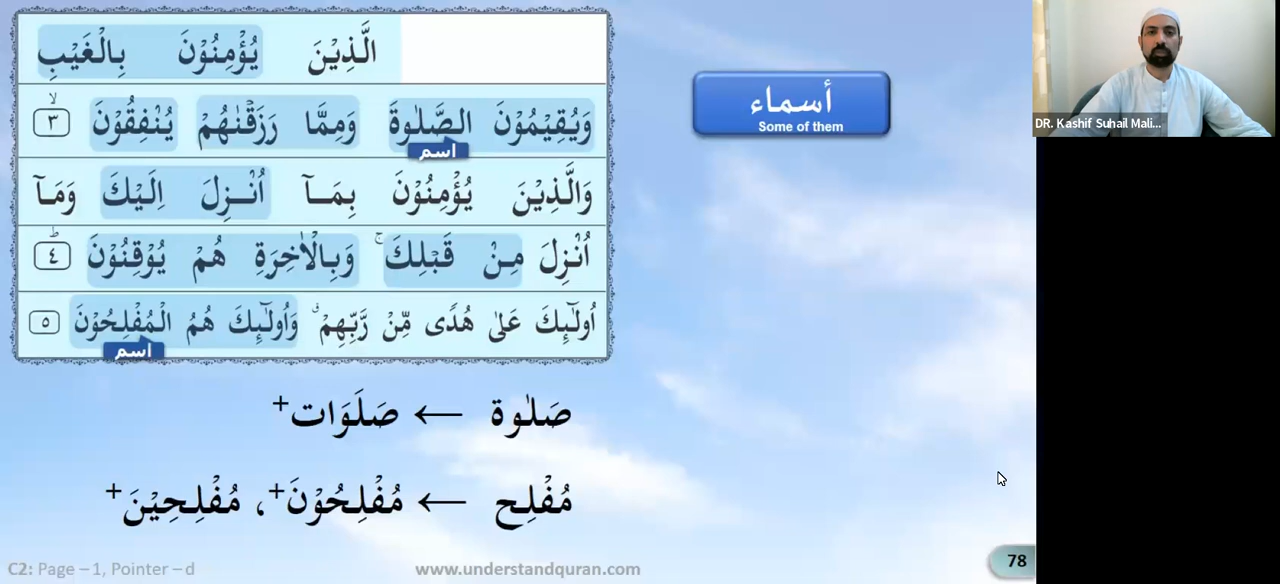 الَّذِيْنَ يُؤْمِنُوْنَ بِالْغَيْبِ
وَيُقِيْمُوْنَ الصَّلٰوةَ وَمِمَّا رَزَقْنٰهُمْ يُنْفِقُوْنَ ۙ ٣
اسم
وَالَّذِيْنَ يُؤْمِنُوْنَ بِمَآ اُنْزِلَ اِلَيْكَ وَمَآ
اُنْزِلَ مِنْ قَبْلِكَ ۚ وَبِالْاٰخِرَةِ هُمْ يُوْقِنُوْنَ ؕ ٤
اُولٰٓئِكَ عَلٰى هُدًى مِّنْ رَّبِّهِمْ ۗ وَاُولٰٓئِكَ هُمُ الْمُفْلِحُوْنَ ٥
اسم
أسماء
Some of them
DR. Kashif Suhail Mali...
صَلٰوة ← صَلَوَات+
مُفْلِح ← مُفْلِحُوْنَ+، مُفْلِحِيْنَ+
C2: Page – 1, Pointer – d
www.understandquran.com
78